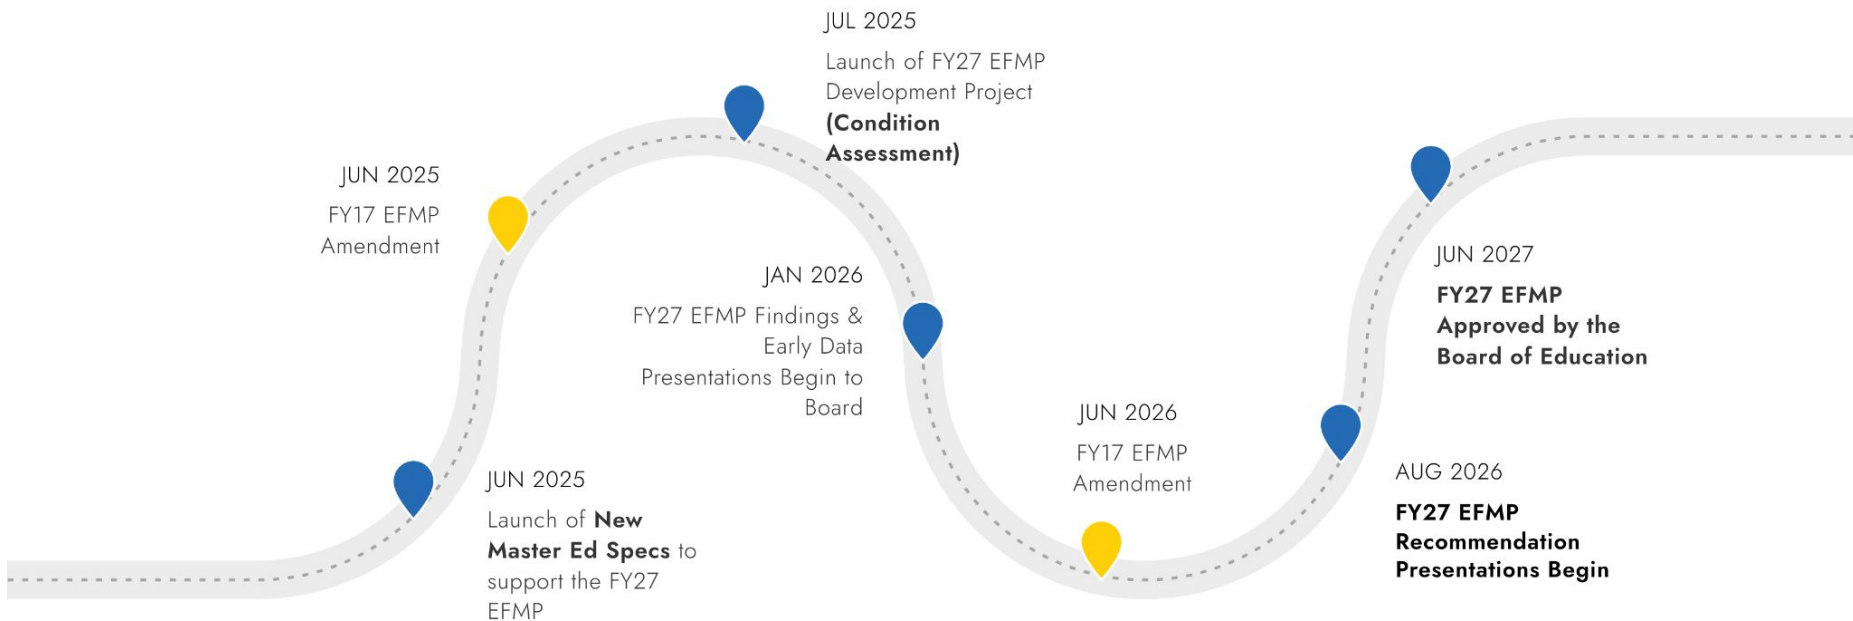 JUN 2025
Launch of New
Master Ed Specs to
support the FY27
EFMP
JUN 2025
FY17 EFMP
Amendment
JUL 2025
Launch of FY27 EFMP
Development Project
(Condition
Assessment)
JAN 2026
FY27 EFMP Findings &
Early Data
Presentations Begin to
Board
JUN 2026
FY17 EFMP
Amendment
AUG 2026
FY27 EFMP
Recommendation
Presentations Begin
JUN 2027
FY27 EFMP
Approved by the
Board of Education